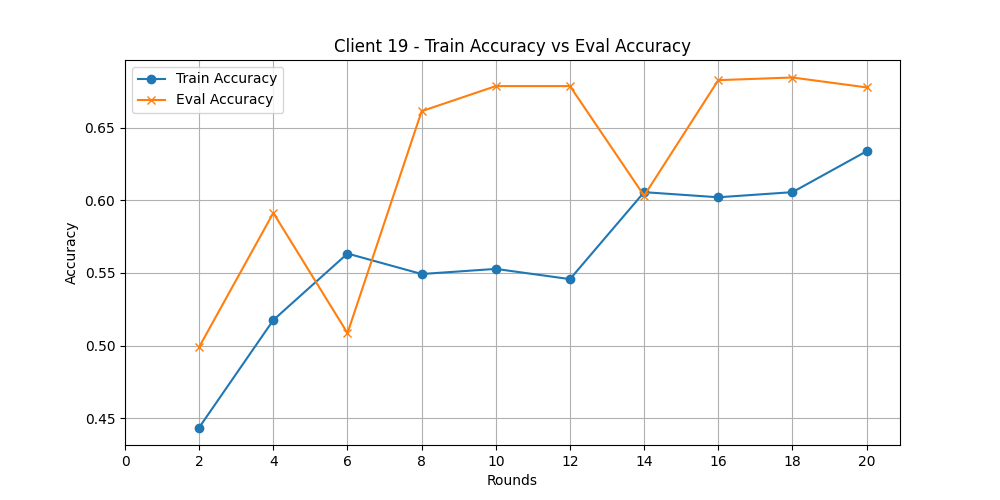 Client 19 - Train Accuracy vs Eval Accuracy
Train Accuracy
Eval Accuracy
Accuracy
0.65
0.60
0.55
0.50
0.45
0 2 4 6 8 10 12 14 16 18 20
Rounds